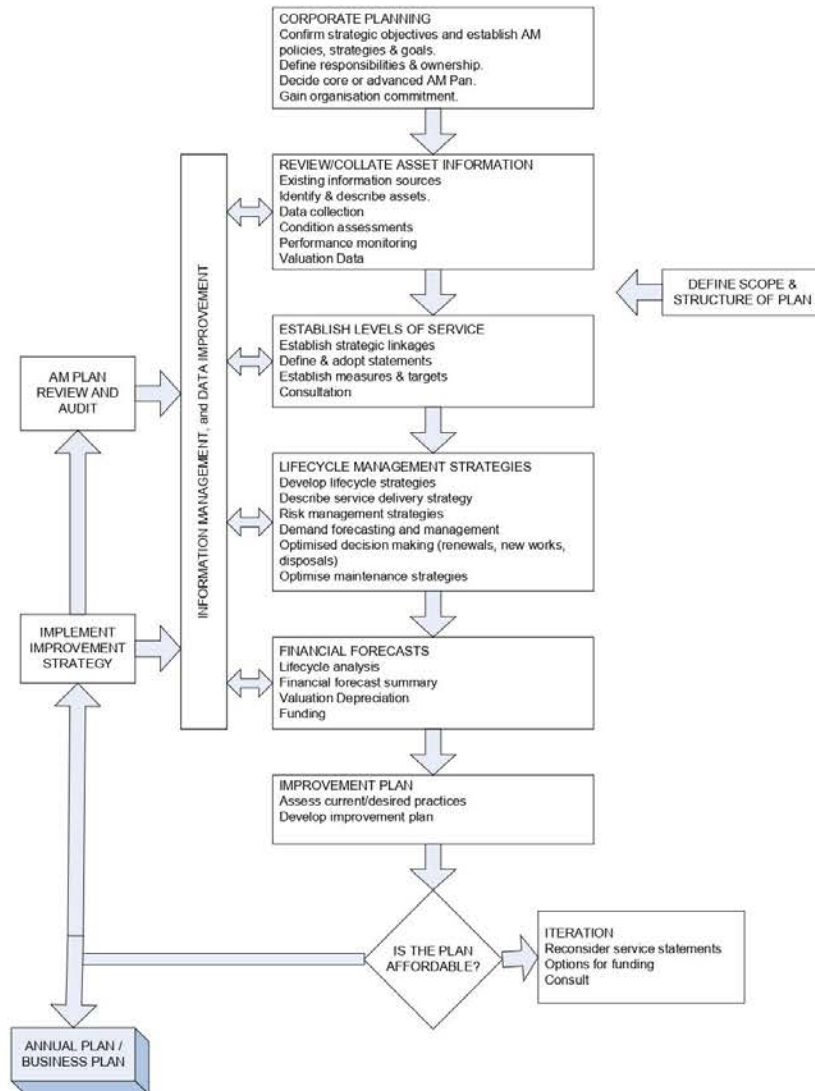 CORPORATE PLANNING
Confirm strategic objectives and establish AM
policies, strategies & goals.
Define responsibilities & ownership.
Decide core or advanced AM Pan.
Gain organisation commitment.
REVIEW/COLLATE ASSET INFORMATION
Existing information sources
Identify & describe assets.
Data collection
Condition assessments
Performance monitoring
Valuation Data
DEFINE SCOPE &
STRUCTURE OF PLAN
INFORMATION MANAGEMENT, and DATA IMPROVEMENT
ESTABLISH LEVELS OF SERVICE
Establish strategic linkages
Define & adopt statements
Establish measures & targets
Consultation
AM PLAN
REVIEW AND
AUDIT
LIFECYCLE MANAGEMENT STRATEGIES
Develop lifecycle strategies
Describe service delivery strategy
Risk management strategies
Demand forecasting and management
Optimised decision making (renewals, new works,
disposals)
Optimise maintenance strategies
IMPLEMENT
IMPROVEMENT
STRATEGY
FINANCIAL FORECASTS
Lifecycle analysis
Financial forecast summary
Valuation Depreciation
Funding
IMPROVEMENT PLAN
Assess current/desired practices
Develop improvement plan
IS THE PLAN
AFFORDABLE?
ITERATION
Reconsider service statements
Options for funding
Consult
ANNUAL PLAN /
BUSINESS PLAN